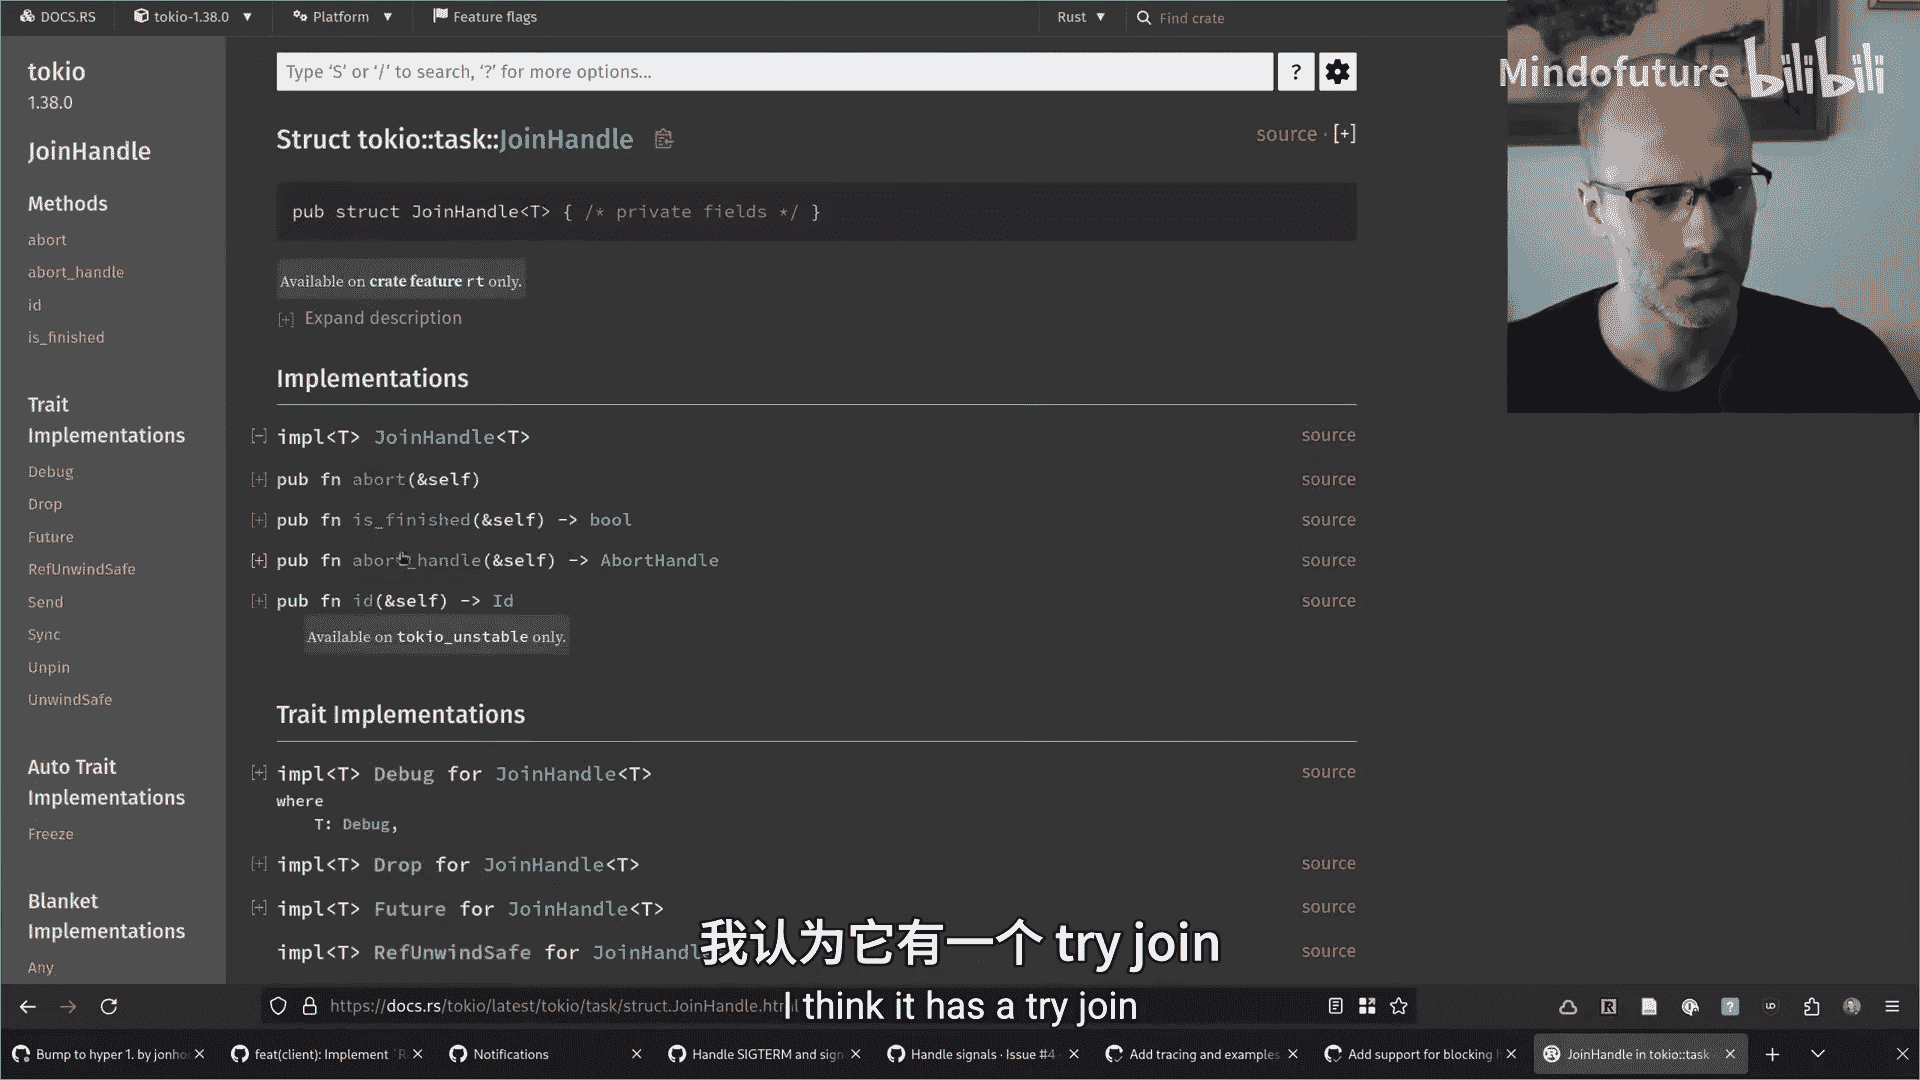 DOCS.RS
tokio-1.38.0
Platform
Feature flags
Rust
Find crate
tokio
1.38.0
JoinHandle
Methods
abort
abort_handle
id
is_finished
Trait
Implementations
Debug
Drop
Future
RefUnwindSafe
Send
Sync
Unpin
UnwindSafe
Auto Trait
Implementations
Freeze
Blanket
Implementations
Any
Type ‘S’ or ‘/’ to search, ‘?’ for more options...
?
Struct tokio::task::JoinHandle
source · [+]
pub struct JoinHandle<T> { /* private fields */ }
Available on crate feature rt only.
[+] Expand description
Implementations
[-] impl<T> JoinHandle<T> source
[+] pub fn abort(&self) source
[+] pub fn is_finished(&self) -> bool source
[+] pub fn abort_handle(&self) -> AbortHandle source
[+] pub fn id(&self) -> Id source
Available on tokio_unstable only.
Trait Implementations
[+] impl<T> Debug for JoinHandle<T> source
where
T: Debug,
[+] impl<T> Drop for JoinHandle<T> source
[+] impl<T> Future for JoinHandle<T> source
impl<T> RefUnwindSafe for JoinHandl source
Mindofuture bilibili
我认为它有一个 try join
I think it has a try join
https://docs.rs/tokio/latest/tokio/task/struct.JoinHandle.html
Bump to hyper 1. by jonho
feat(client): Implement `R
Notifications
Handle SIGTERM and sign
Handle signals · Issue #4
Add tracing and examples
Add support for blocking
JoinHandle in tokio::task